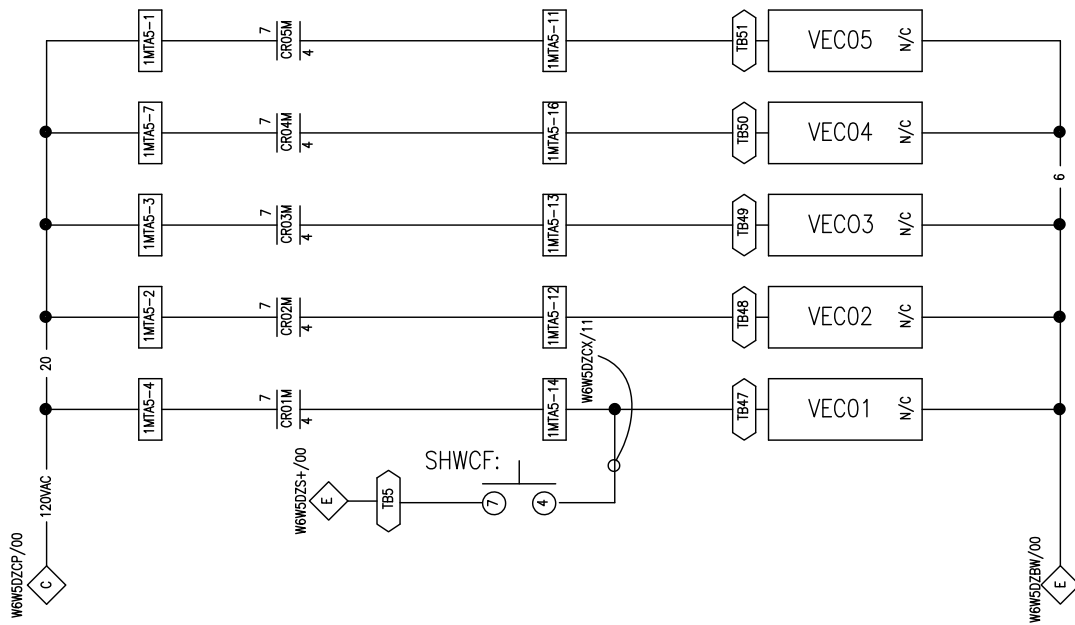 1MTA5-1
7
CR05M
4
1MTA5-11
TB51
VEC05
N/C
1MTA5-7
7
CR04M
4
1MTA5-16
TB50
VEC04
N/C
6
1MTA5-3
7
CR03M
4
1MTA5-13
TB49
VEC03
N/C
1MTA5-2
7
CR02M
4
1MTA5-12
TB48
VEC02
N/C
20
W6W5DZCX/11
1MTA5-4
7
CR01M
4
1MTA5-14
TB47
VEC01
N/C
SHWCF:
W6W5DZS+/00
E
TB5
7
4
120VAC
W6W5DZCP/00
C
W6W5DZBW/00
E